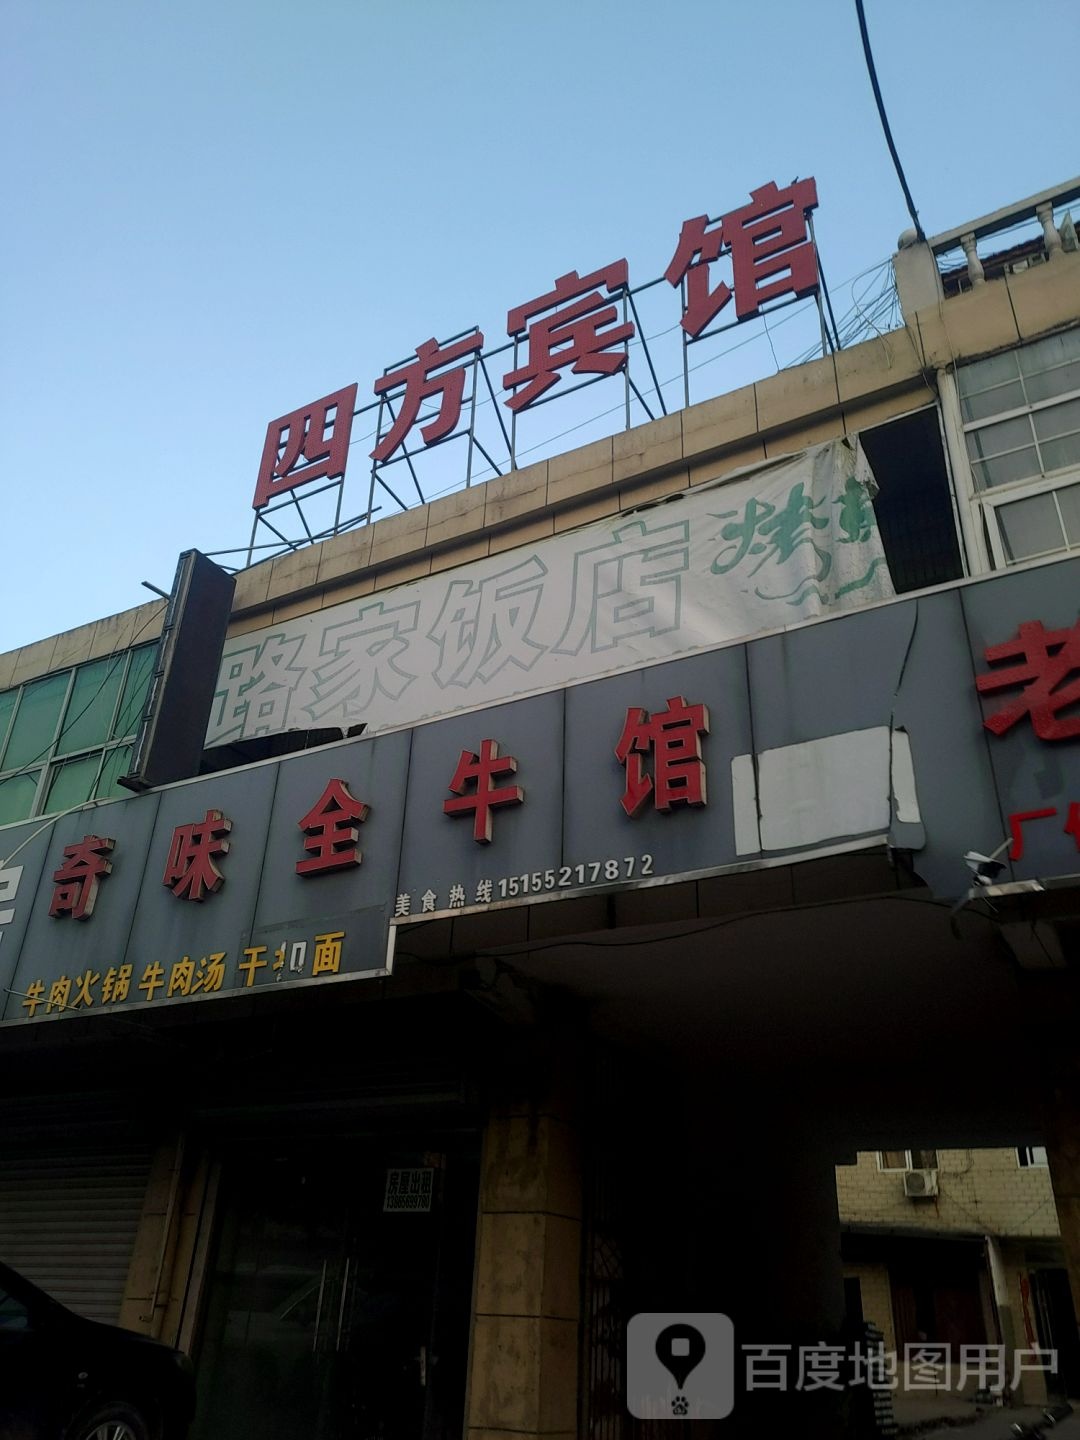 四方宾馆
路家饭店
奇味全牛馆
老
美食热线15155217872
牛肉火锅 牛肉汤 干扣面
厂
房屋出租
百度地图用户